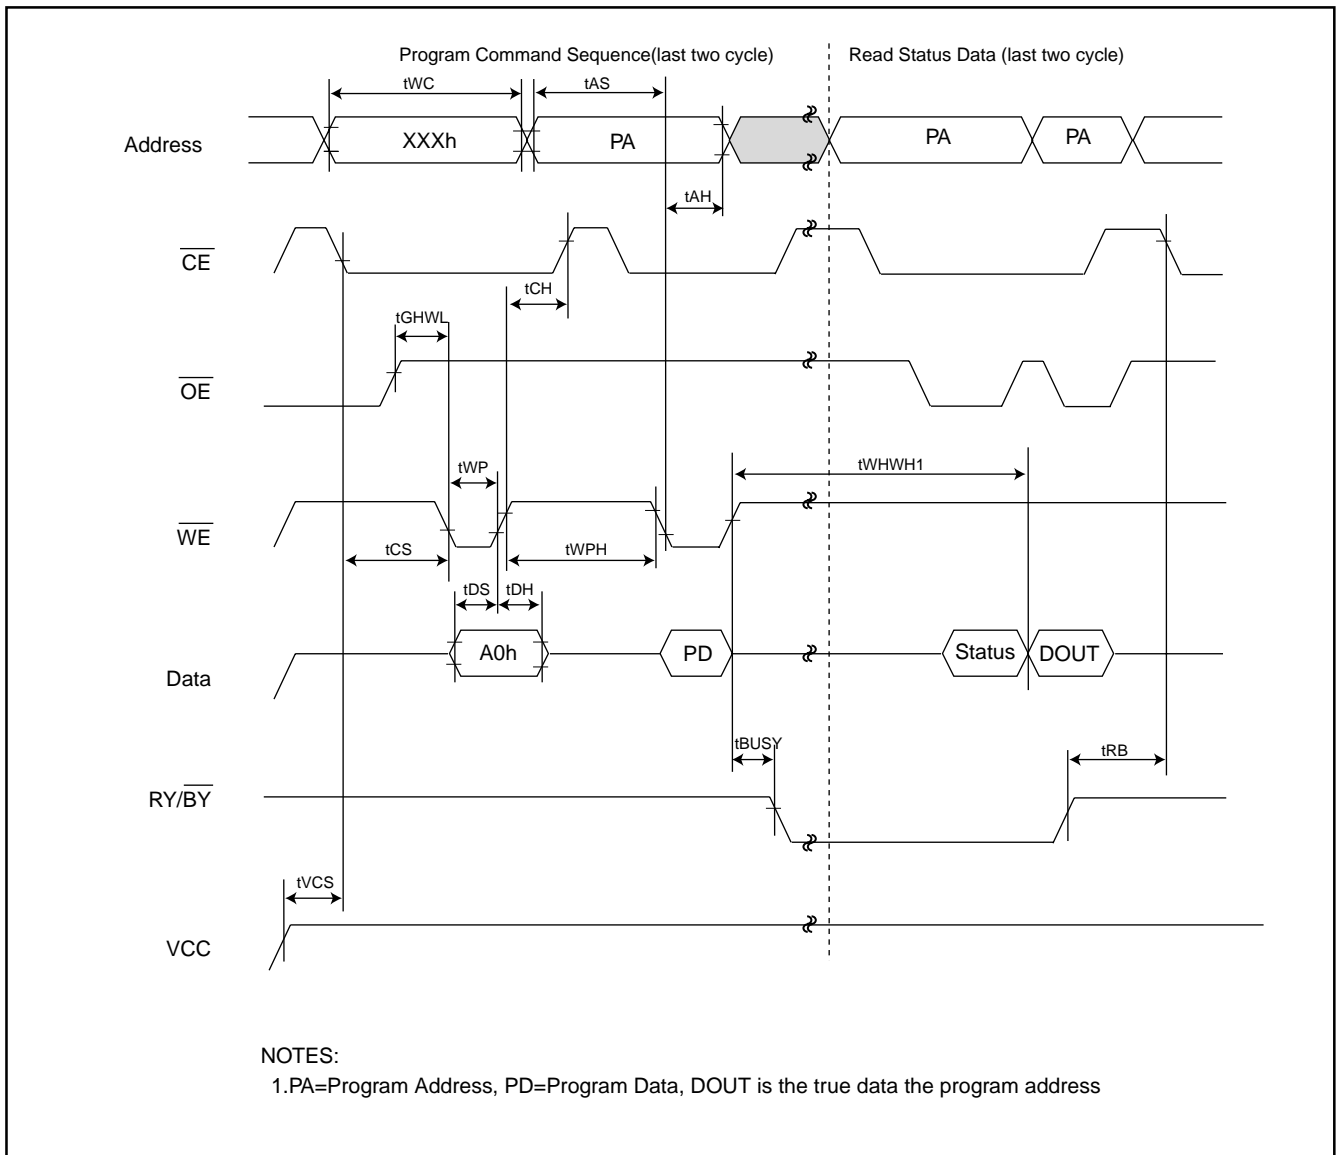 Program Command Sequence(last two cycle)
Read Status Data (last two cycle)
tWC
tAS
Address
XXXh
PA
PA
PA
tAH
CE
tCH
tGHWL
OE
tWP
tWHWH1
WE
tCS
tWPH
tDS
tDH
Data
A0h
PD
Status
DOUT
tBUSY
tRB
RY/BY
tVCS
VCC
NOTES:
1.PA=Program Address, PD=Program Data, DOUT is the true data the program address